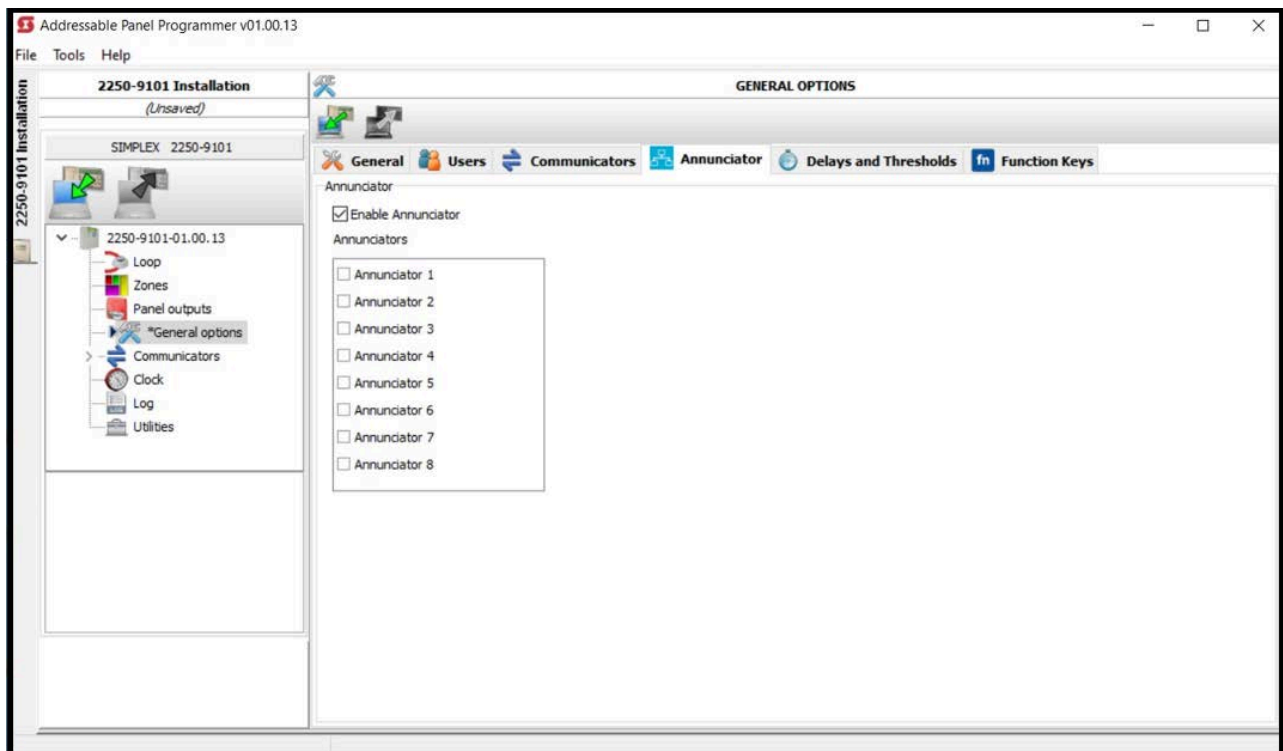 Addressable Panel Programmer v01.00.13
File Tools Help
2250-9101 Installation
2250-9101 Installation
(Unsaved)
SIMPLEX 2250-9101
2250-9101-01.00.13
Loop
Zones
Panel outputs
*General options
Communicators
Clock
Log
Utilities
GENERAL OPTIONS
General Users Communicators Annunciator Delays and Thresholds fn Function Keys
Annunciator
Enable Annunciator
Annunciators
Annunciator 1
Annunciator 2
Annunciator 3
Annunciator 4
Annunciator 5
Annunciator 6
Annunciator 7
Annunciator 8